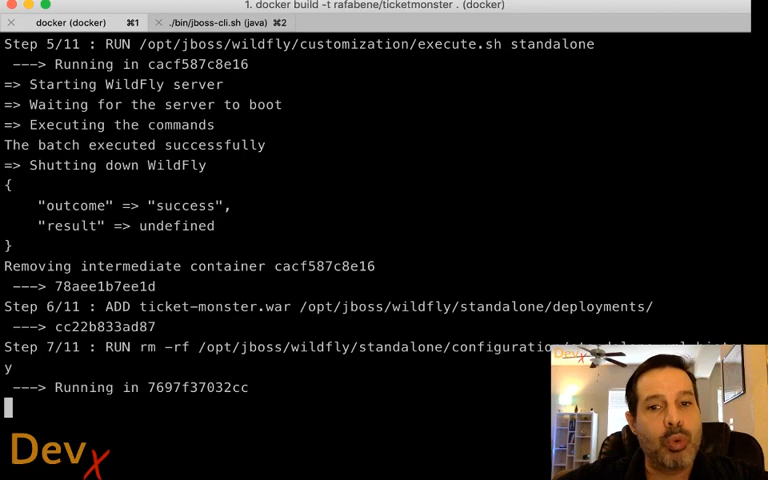 1. docker build -t rafabene/ticketmonster . (docker)
docker (docker) ⌘1 ./bin/jboss-cli.sh (java) ⌘2
Step 5/11 : RUN /opt/jboss/wildfly/customization/execute.sh standalone
---> Running in cacf587c8e16
=> Starting WildFly server
=> Waiting for the server to boot
=> Executing the commands
The batch executed successfully
=> Shutting down WildFly
{
"outcome" => "success",
"result" => undefined
}
Removing intermediate container cacf587c8e16
---> 78aee1b7ee1d
Step 6/11 : ADD ticket-monster.war /opt/jboss/wildfly/standalone/deployments/
---> cc22b833ad87
Step 7/11 : RUN rm -rf /opt/jboss/wildfly/standalone/configuration/
y
---> Running in 7697f37032cc
DevX
DevX